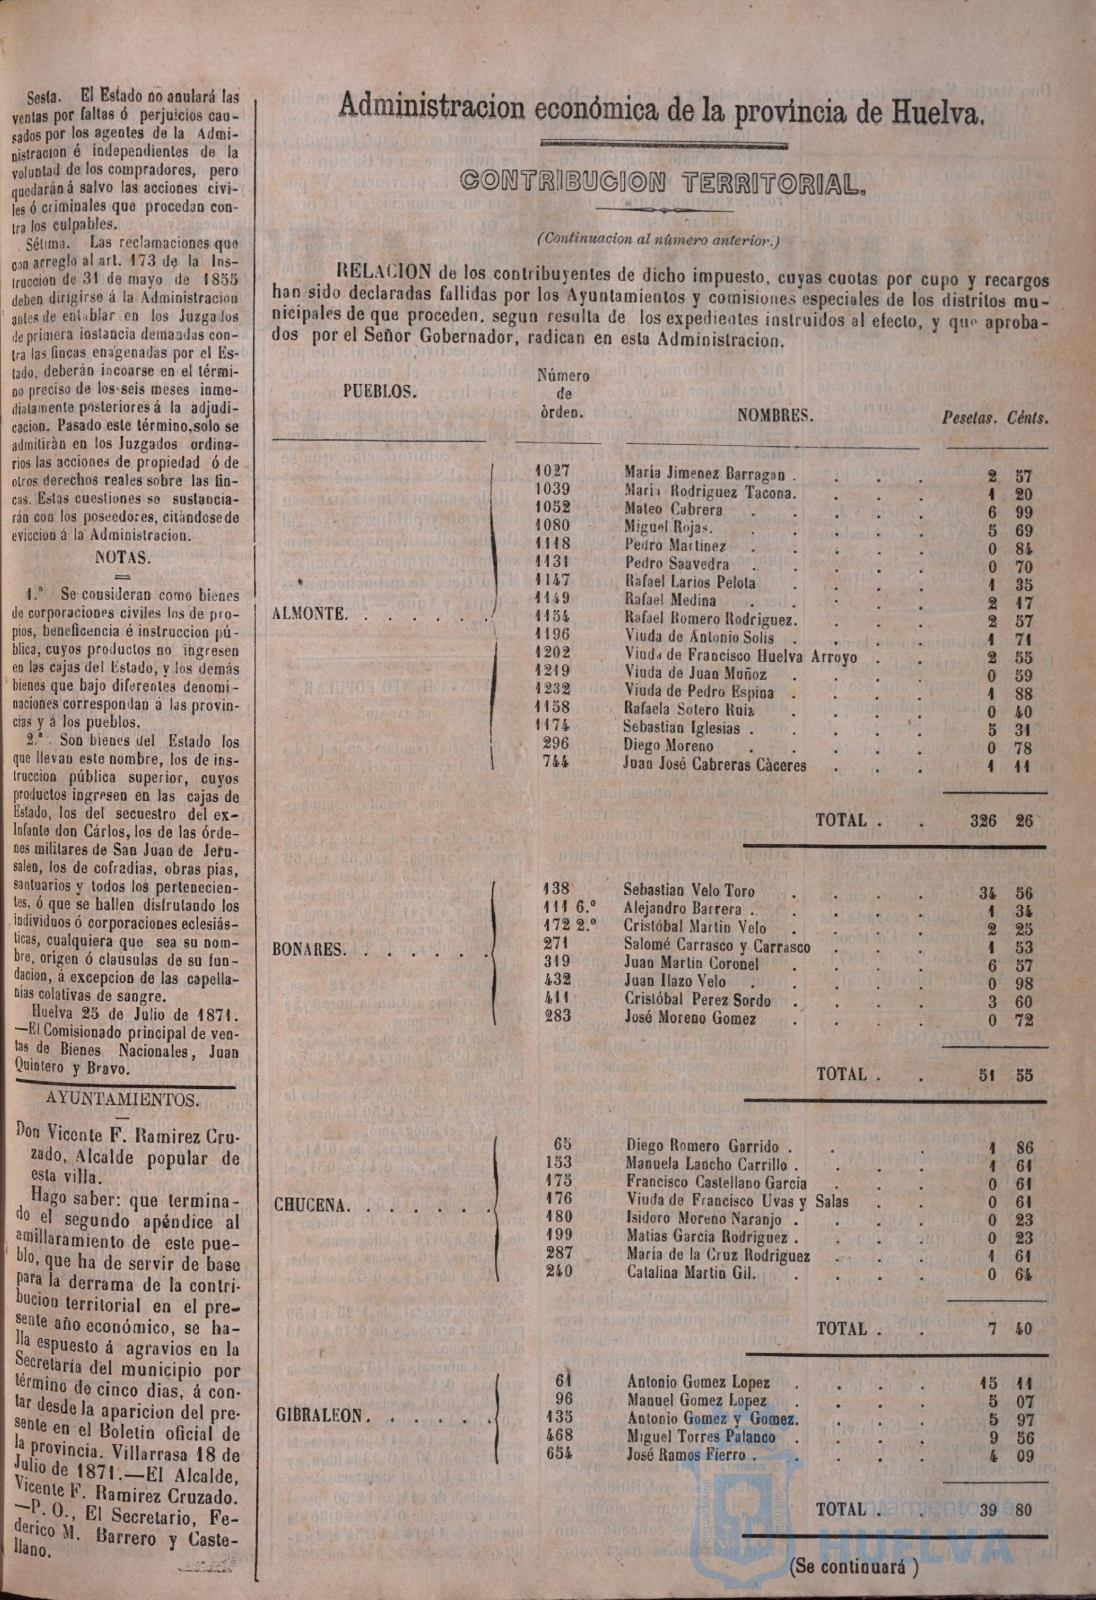 Sesta. El Estado no anulará las
ventas por faltas ó perjuicios cau-
sados por los agentes de la Admi-
nistracion é independientes de la
voluntad de los compradores, pero
quedarán á salvo las acciones civi-
les ó criminales que procedan con-
tra los culpables.
Sétima. Las reclamaciones que
con arreglo al art. 173 de la Ins-
truccion de 31 de mayo de 1855
deben dirigirse á la Administracion
antes de entablar en los Juzgados
de primera instancia demandas con-
tra las fincas enagenadas por el Es-
tado, deberán incoarse en el térmi-
no preciso de los seis meses inme-
diatamente posteriores á la adjudi-
cacion. Pasado este término, solo se
admitirán en los Juzgados ordina-
rios las acciones de propiedad ó de
otros derechos reales sobre las fin-
cas. Estas cuestiones se sustancia-
rán con los poseedores, citándose de
eviccion á la Administracion.
NOTAS.
1.ª Se consideran como bienes
de corporaciones civiles los de pro-
pios, beneficencia é instruccion pú-
blica, cuyos productos no ingresen
en las cajas del Estado, y los demás
bienes que bajo diferentes denomi-
naciones correspondan á las provin-
cias y á los pueblos.
2.ª Son bienes del Estado los
que llevan este nombre, los de ins-
truccion pública superior, cuyos
productos ingresen en las cajas de
Estado, los del secuestro del ex-
Infante don Cárlos, los de las órde-
nes militares de San Juan de Jeru-
salen, los de cofradias, obras pias,
santuarios y todos los pertenecien-
tes, ó que se hallen disfrutando los
individuos ó corporaciones eclesiás-
ticas, cualquiera que sea su nom-
bre, origen ó claúsulas de su fun-
dacion, á excepcion de las capella-
nias colativas de sangre.
Huelva 25 de Julio de 1871.
—El Comisionado principal de ven-
tas de Bienes Nacionales, Juan
Quintero y Bravo.
AYUNTAMIENTOS.
Don Vicente F. Ramirez Cru-
zado, Alcalde popular de
esta villa.
Hago saber: que termina-
do el segundo apéndice al
amillaramiento de este pue-
blo, que ha de servir de base
para la derrama de la contri-
bucion territorial en el pre-
sente año económico, se ha-
lla espuesto á agravios en la
Secretaría del municipio por
término de cinco dias, á con-
tar desde la aparicion del pre-
sente en el Boletin oficial de
la provincia. Villarrasa 18 de
Julio de 1871.—El Alcalde,
Vicente F. Ramirez Cruzado.
—P. O., El Secretario, Fe-
derico M. Barrero y Caste-
llano.
Administracion económica de la provincia de Huelva.
CONTRIBUCION TERRITORIAL.
(Continuacion al número anterior.)
RELACION de los contribuyentes de dicho impuesto, cuyas cuotas por cupo y recargos
han sido declaradas fallidas por los Ayuntamientos y comisiones especiales de los distritos mu-
nicipales de que proceden, segun resulta de los expedientes instruidos al efecto, y que aproba-
dos por el Señor Gobernador, radican en esta Administracion.
PUEBLOS. Número de òrden. NOMBRES. Pesetas. Cénts.
1027 María Jimenez Barragan . . . . 2 57
1039 María Rodriguez Tacona. . . . 1 20
1052 Mateo Cabrera . . . . 6 99
1080 Miguel Rojas. . . . . 5 69
1118 Pedro Martinez . . . . 0 84
1131 Pedro Saavedra . . . . 0 70
1147 Rafael Larios Pelota . . . . 1 35
1149 Rafael Medina . . . . 2 17
ALMONTE. . . . . . . 1154 Rafael Romero Rodriguez. . . . 2 57
1196 Viuda de Antonio Solis . . . . 1 71
1202 Viuda de Francisco Huelva Arroyo . . 2 55
1219 Viuda de Juan Muñoz . . . . 0 59
1232 Viuda de Pedro Espina . . . . 1 88
1158 Rafaela Sotero Ruiz . . . . 0 40
1174 Sebastian Iglesias . . . . 5 31
296 Diego Moreno . . . . 0 78
744 Juan José Cabreras Càceres . . . 1 11
TOTAL . . 326 26
138 Sebastian Velo Toro . . . . 34 56
111 6.º Alejandro Barrera . . . . 1 34
172 2.º Cristóbal Martin Velo . . . . 2 25
BONARES. . . . . . . 271 Salomé Carrasco y Carrasco . . . 1 53
319 Juan Martin Coronel . . . . 6 57
432 Juan Ilazo Velo . . . . 0 98
411 Cristóbal Perez Sordo . . . . 3 60
283 José Moreno Gomez . . . . 0 72
TOTAL . . 51 55
65 Diego Romero Garrido . . . . 1 86
153 Manuela Lancho Carrillo . . . . 1 61
175 Francisco Castellano Garcia . . . 0 61
CHUCENA. . . . . . . 176 Viuda de Francisco Uvas y Salas . . 0 61
180 Isidoro Moreno Naranjo . . . . 0 23
199 Matias Garcia Rodriguez . . . . 0 23
287 María de la Cruz Rodriguez . . . 1 61
240 Catalina Martin Gil. . . . . 0 64
TOTAL . . 7 40
61 Antonio Gomez Lopez . . . . 15 11
96 Manuel Gomez Lopez . . . . 5 07
GIBRALEON. . . . . . 135 Antonio Gomez y Gomez. . . . 5 97
468 Miguel Torres Palanco . . . . 9 56
654 José Ramos Fierro . . . . 4 09
TOTAL . . 39 80
(Se continuará )
Ayuntamiento de
HUELVA